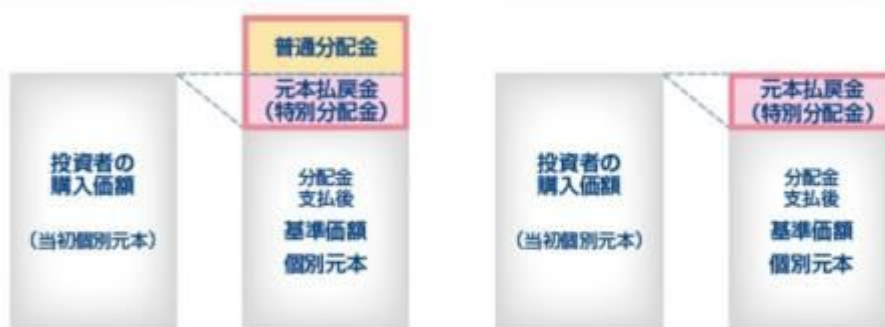 普通分配金
元本払戻金
（特別分配金）
投資者の
購入価額
（当初個別元本）
分配金
支払後
基準価額
個別元本
元本払戻金
（特別分配金）
投資者の
購入価額
（当初個別元本）
分配金
支払後
基準価額
個別元本